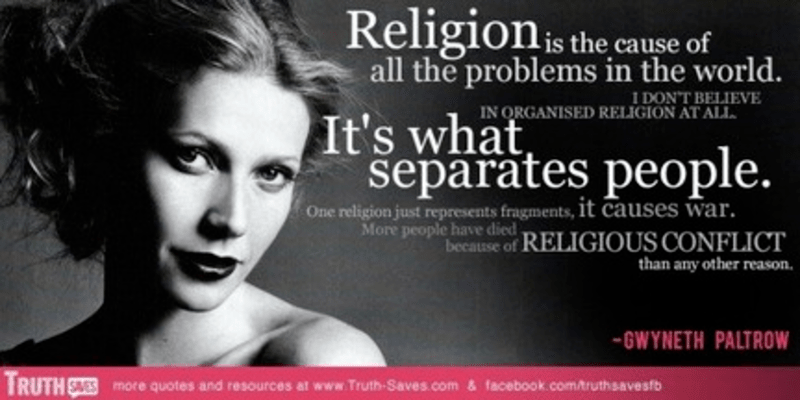 Religion is the cause of
all the problems in the world.
I DON'T BELIEVE
IN ORGANISED RELIGION AT ALL.
It's what
separates people.
One religion just represents fragments, it causes war.
More people have died
because of RELIGIOUS CONFLICT
than any other reason.
-GWYNETH PALTROW
TRUTH SAVES more quotes and resources at www.Truth-Saves.com & facebook.com/truthsavesfb